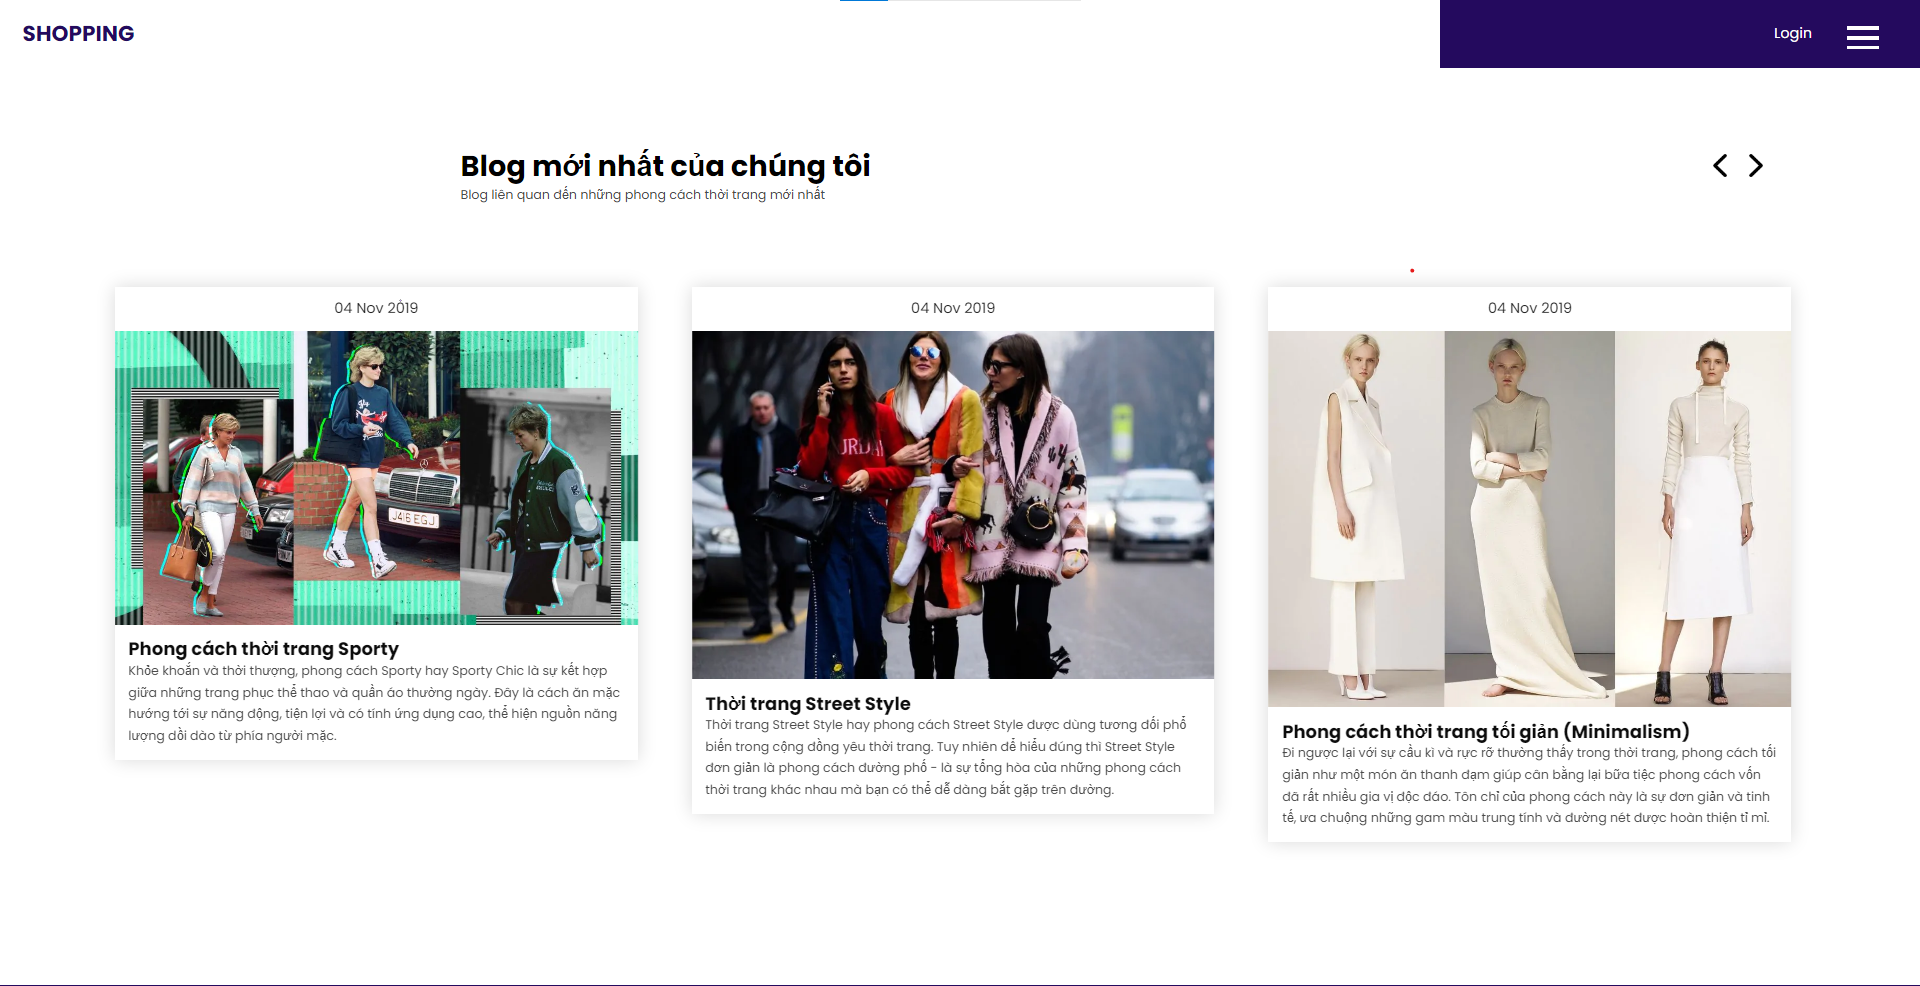 SHOPPING
Login
Blog mới nhất của chúng tôi
Blog liên quan đến những phong cách thời trang mới nhất
04 Nov 2019
J416 EGJ
Phong cách thời trang Sporty
Khỏe khoắn và thời thượng, phong cách Sporty hay Sporty Chic là sự kết hợp
giữa những trang phục thể thao và quần áo thường ngày. Đây là cách ăn mặc
hướng tới sự năng động, tiện lợi và có tính ứng dụng cao, thể hiện nguồn năng
lượng dồi dào từ phía người mặc.
04 Nov 2019
Thời trang Street Style
Thời trang Street Style hay phong cách Street Style được dùng tương đối phổ
biến trong cộng đồng yêu thời trang. Tuy nhiên để hiểu đúng thì Street Style
đơn giản là phong cách đường phố - là sự tổng hòa của những phong cách
thời trang khác nhau mà bạn có thể dễ dàng bắt gặp trên đường.
04 Nov 2019
Phong cách thời trang tối giản (Minimalism)
Đi ngược lại với sự cầu kì và rực rỡ thường thấy trong thời trang, phong cách tối
giản như một món ăn thanh đạm giúp cân bằng lại bữa tiệc phong cách vốn
đã rất nhiều gia vị độc đáo. Tôn chỉ của phong cách này là sự đơn giản và tinh
tế, ưa chuộng những gam màu trung tính và đường nét được hoàn thiện tỉ mỉ.